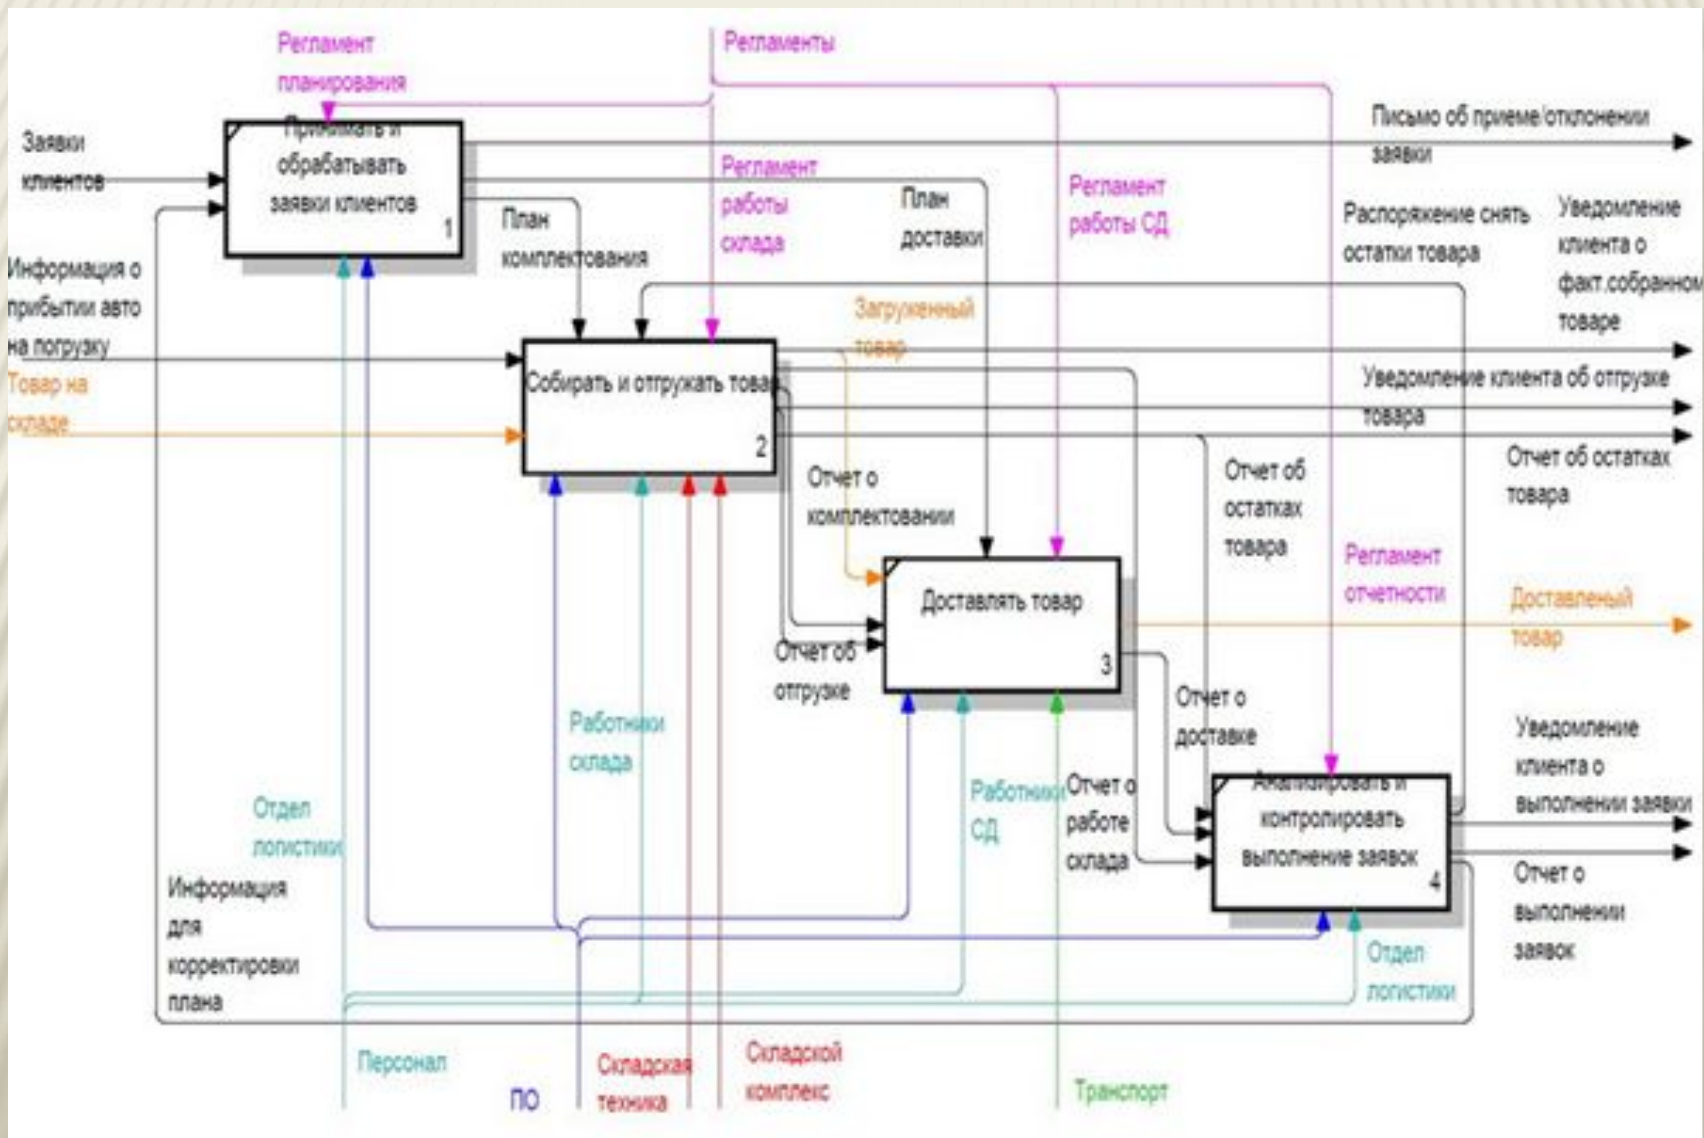 Регламент
планирования
Регламенты
Заявки
клиентов
Принимать и
обрабатывать
заявки клиентов
1
Письмо об приеме/отклонении
заявки
Регламент
работы
склада
План
доставки
Регламент
работы СД
План
комплектования
Распоряжение снять
остатки товара
Уведомление
клиента о
факт.собранном
товаре
Информация о
прибытии авто
на погрузку
Товар на
складе
Загруженный
товар
Собирать и отгружать товар
2
Уведомление клиента об отгрузке
товара
Отчет о
комплектовании
Отчет об
остатках
товара
Отчет об остатках
товара
Регламент
отчетности
Доставленый
товар
Доставлять товар
3
Отчет об
отгрузке
Отчет о
доставке
Работники
склада
Уведомление
клиента о
выполнении заявки
Отдел
логистики
Работники
СД
Отчет о
работе
склада
Анализировать и
контролировать
выполнение заявок
4
Информация
для
корректировки
плана
Отчет о
выполнении
заявок
Отдел
логистики
Персонал
ПО
Складская
техника
Складской
комплекс
Транспорт